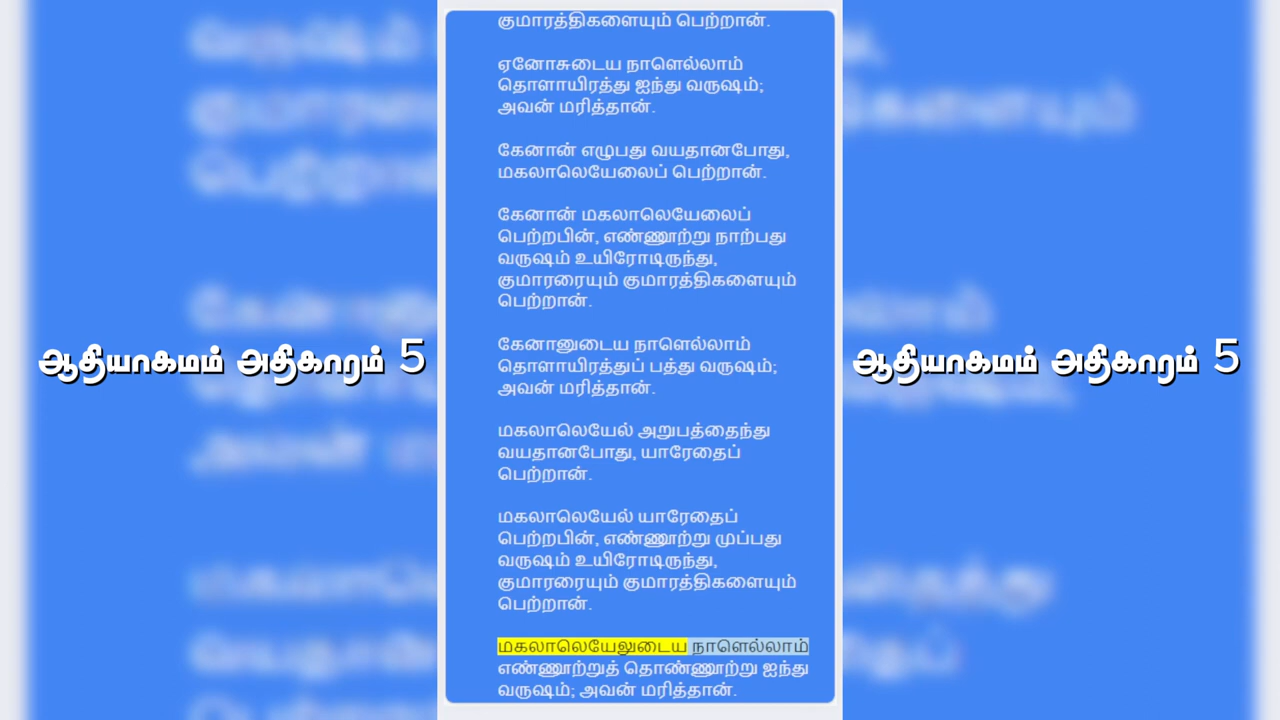 குமாரத்திகளையும் பெற்றான்.
ஏனோசுடைய நாளெல்லாம்
தொளாயிரத்து ஐந்து வருஷம்;
அவன் மரித்தான்.
கேனான் எழுபது வயதானபோது,
மகலாலெயேலைப் பெற்றான்.
கேனான் மகலாலெயேலைப்
பெற்றபின், எண்ணூற்று நாற்பது
வருஷம் உயிரோடிருந்து,
குமாரரையும் குமாரத்திகளையும்
பெற்றான்.
கேனானுடைய நாளெல்லாம்
தொளாயிரத்துப் பத்து வருஷம்;
அவன் மரித்தான்.
மகலாலெயேல் அறுபத்தைந்து
வயதானபோது, யாரேதைப்
பெற்றான்.
மகலாலெயேல் யாரேதைப்
பெற்றபின், எண்ணூற்று முப்பது
வருஷம் உயிரோடிருந்து,
குமாரரையும் குமாரத்திகளையும்
பெற்றான்.
மகலாலெயேலுடைய நாளெல்லாம்
எண்ணூற்றுத் தொண்ணூற்று ஐந்து
வருஷம்; அவன் மரித்தான்.
ஆதியாகமம் அதிகாரம் 5
ஆதியாகமம் அதிகாரம் 5